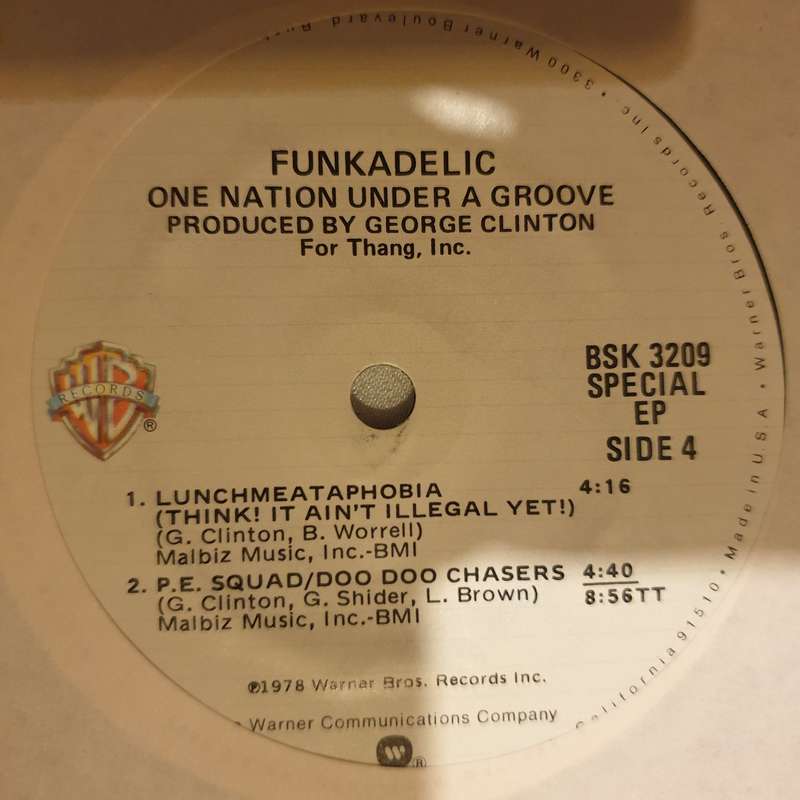 FUNKADELIC
ONE NATION UNDER A GROOVE
PRODUCED BY GEORGE CLINTON
For Thang, Inc.
WB
RECORDS
®
BSK 3209
SPECIAL
EP
SIDE 4
1. LUNCHMEATAPHOBIA 4:16
(THINK! IT AIN'T ILLEGAL YET!)
(G. Clinton, B. Worrell)
Malbiz Music, Inc.-BMI
2. P.E. SQUAD/DOO DOO CHASERS 4:40
(G. Clinton, G. Shider, L. Brown) 8:56TT
Malbiz Music, Inc.-BMI
℗1978 Warner Bros. Records Inc.
Warner Communications Company
W ®
3300 Warner Boulevard
California 91510 • Made in U.S.A • Warner Bros Records Inc